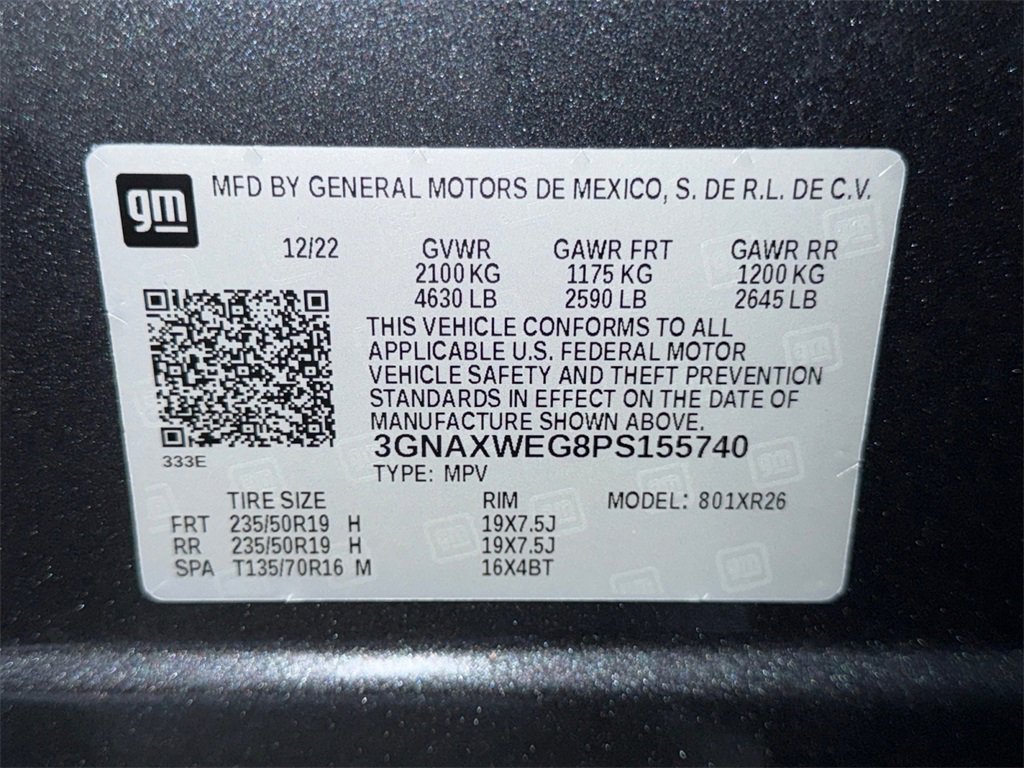 gm
MFD BY GENERAL MOTORS DE MEXICO, S. DE R.L. DE C.V.
12/22 GVWR GAWR FRT GAWR RR
2100 KG 1175 KG 1200 KG
4630 LB 2590 LB 2645 LB
THIS VEHICLE CONFORMS TO ALL
APPLICABLE U.S. FEDERAL MOTOR
VEHICLE SAFETY AND THEFT PREVENTION
STANDARDS IN EFFECT ON THE DATE OF
MANUFACTURE SHOWN ABOVE.
3GNAXWEG8PS155740
333E
TYPE: MPV
TIRE SIZE RIM MODEL: 801XR26
FRT 235/50R19 H 19X7.5J
RR 235/50R19 H 19X7.5J
SPA T135/70R16 M 16X4BT